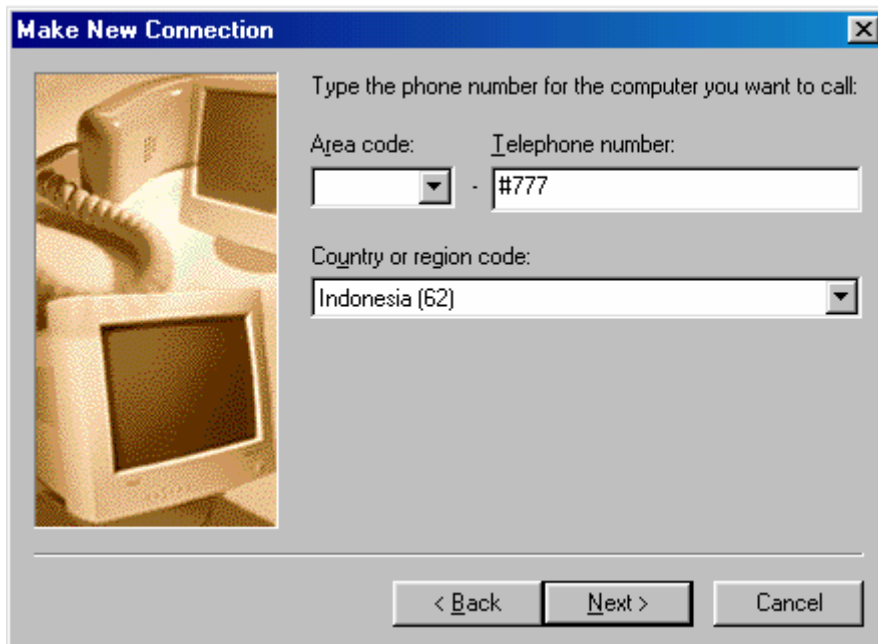 Make New Connection
Type the phone number for the computer you want to call:
Area code: Telephone number:
- #777
Country or region code:
Indonesia (62)
< Back Next > Cancel